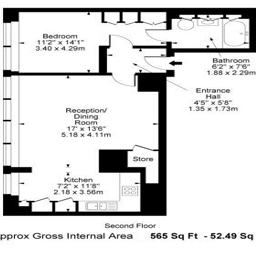 Bedroom
11'2" x 14'1"
3.40 x 4.29m
Bathroom
6'2" x 7'6"
1.88 x 2.29m
Entrance
Hall
4'5" x 5'8"
1.35 x 1.73m
Reception/
Dining
Room
17' x 13'6"
5.18 x 4.11m
Store
Kitchen
7'2" x 11'8"
2.18 x 3.56m
Second Floor
pprox Gross Internal Area 565 Sq Ft - 52.49 Sq